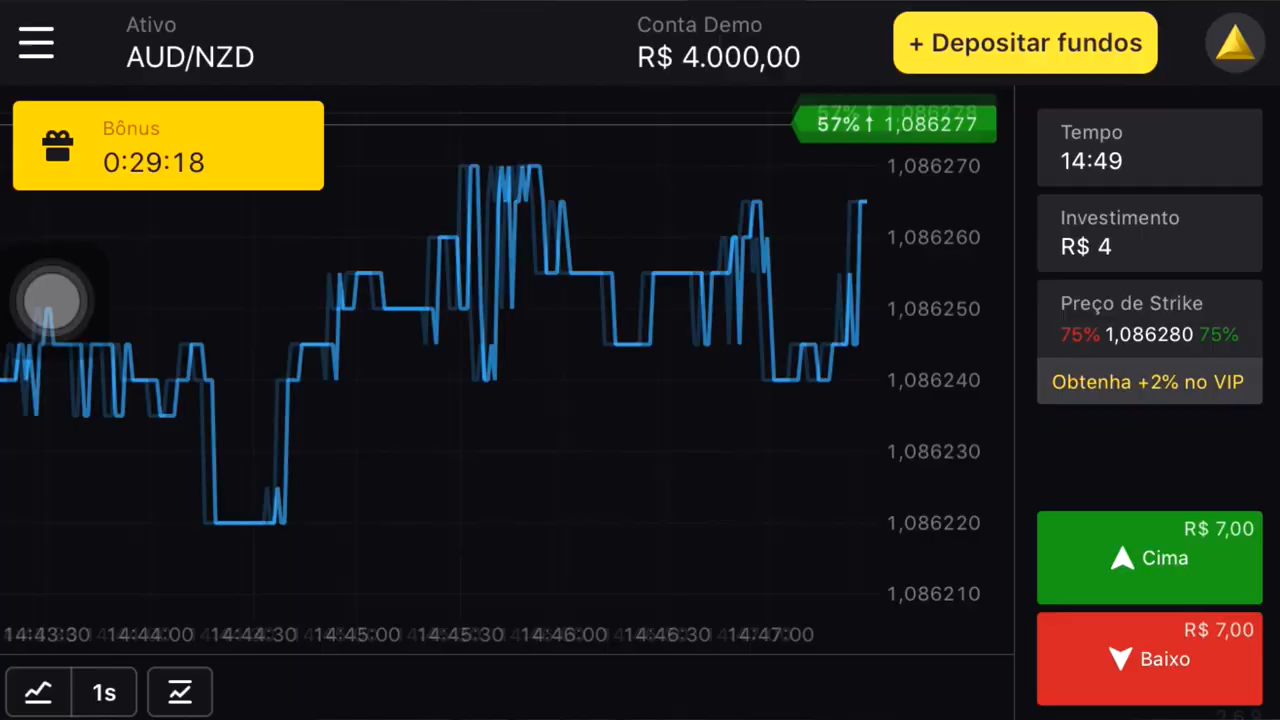 Ativo
AUD/NZD
Conta Demo
R$ 4.000,00
+ Depositar fundos
Bônus
0:29:18
57% ↑ 1,086278
57% ↑ 1,086277
1,086270
1,086260
1,086250
1,086240
1,086230
1,086220
1,086210
14:43:30 14:44:00 14:44:30 14:45:00 14:45:30 14:46:00 14:46:30 14:47:00
1s
Tempo
14:49
Investimento
R$ 4
Preço de Strike
75% 1,086280 75%
Obtenha +2% no VIP
R$ 7,00
Cima
R$ 7,00
Baixo